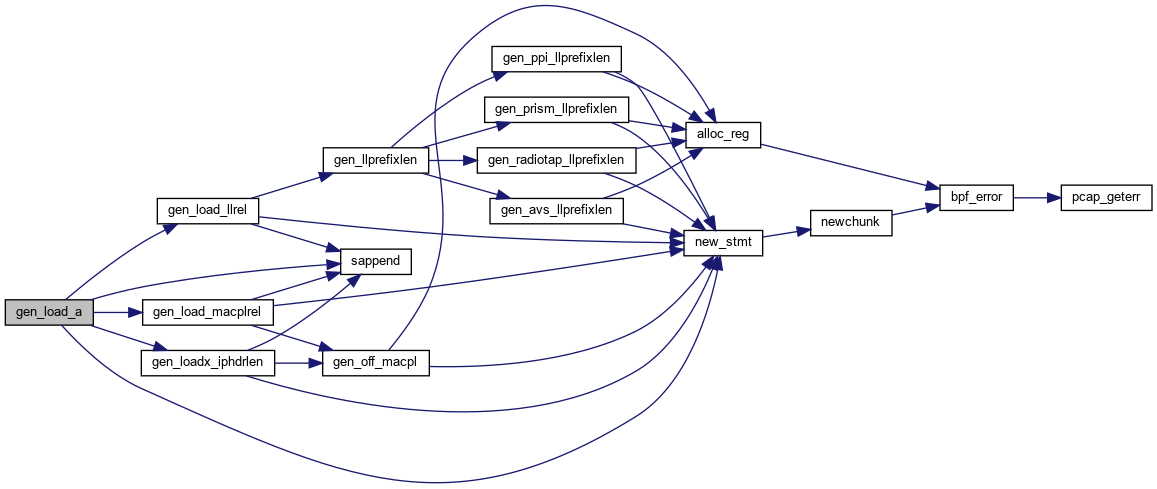 gen_load_a
gen_load_llrel
gen_load_macplrel
gen_loadx_iphdrlen
gen_llprefixlen
sappend
gen_off_macpl
gen_ppi_llprefixlen
gen_prism_llprefixlen
gen_radiotap_llprefixlen
gen_avs_llprefixlen
alloc_reg
new_stmt
newchunk
bpf_error
pcap_geterr